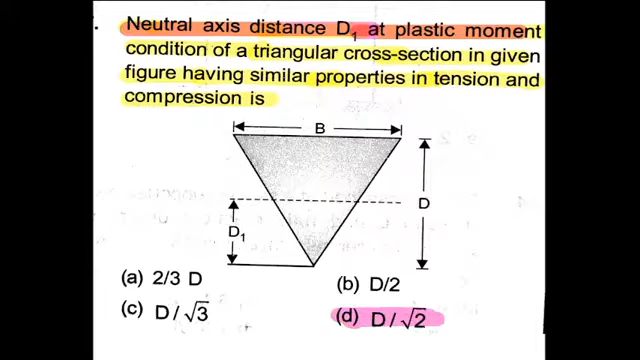 Neutral axis distance D₁ at plastic moment
condition of a triangular cross-section in given
figure having similar properties in tension and
compression is
B
D
D₁
(a) 2/3 D
(b) D/2
(c) D / √3
(d) D / √2